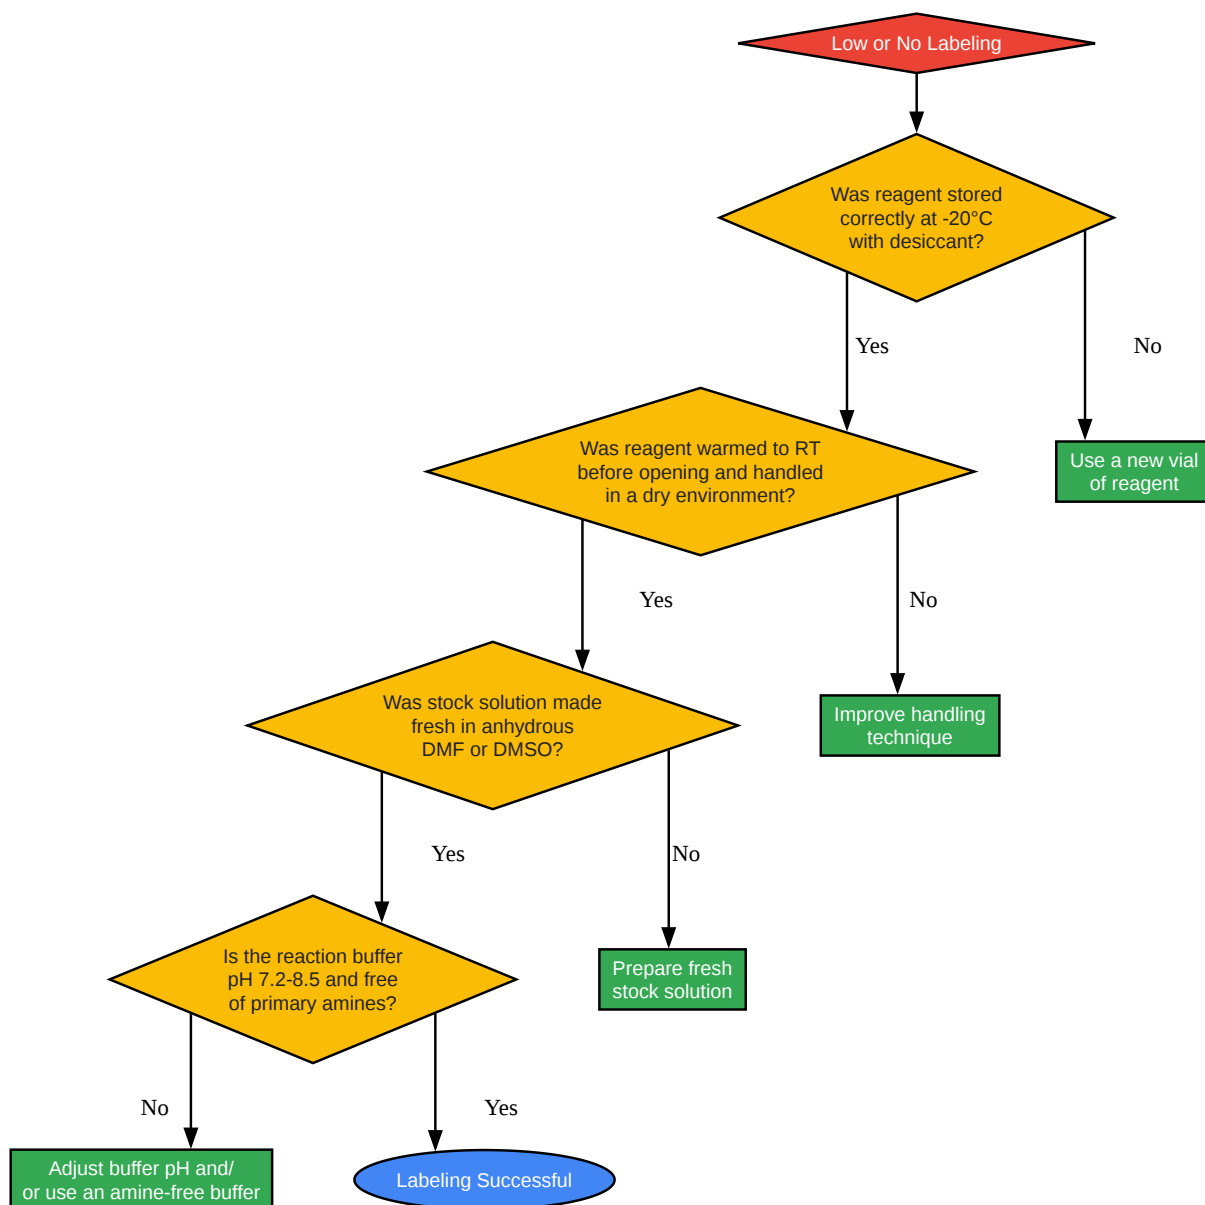 Low or No Labeling
Was reagent stored
correctly at -20°C
with desiccant?
Yes
No
Was reagent warmed to RT
before opening and handled
in a dry environment?
Use a new vial
of reagent
Yes
No
Was stock solution made
fresh in anhydrous
DMF or DMSO?
Improve handling
technique
Yes
No
Is the reaction buffer
pH 7.2-8.5 and free
of primary amines?
Prepare fresh
stock solution
No
Yes
Adjust buffer pH and/
or use an amine-free buffer
Labeling Successful